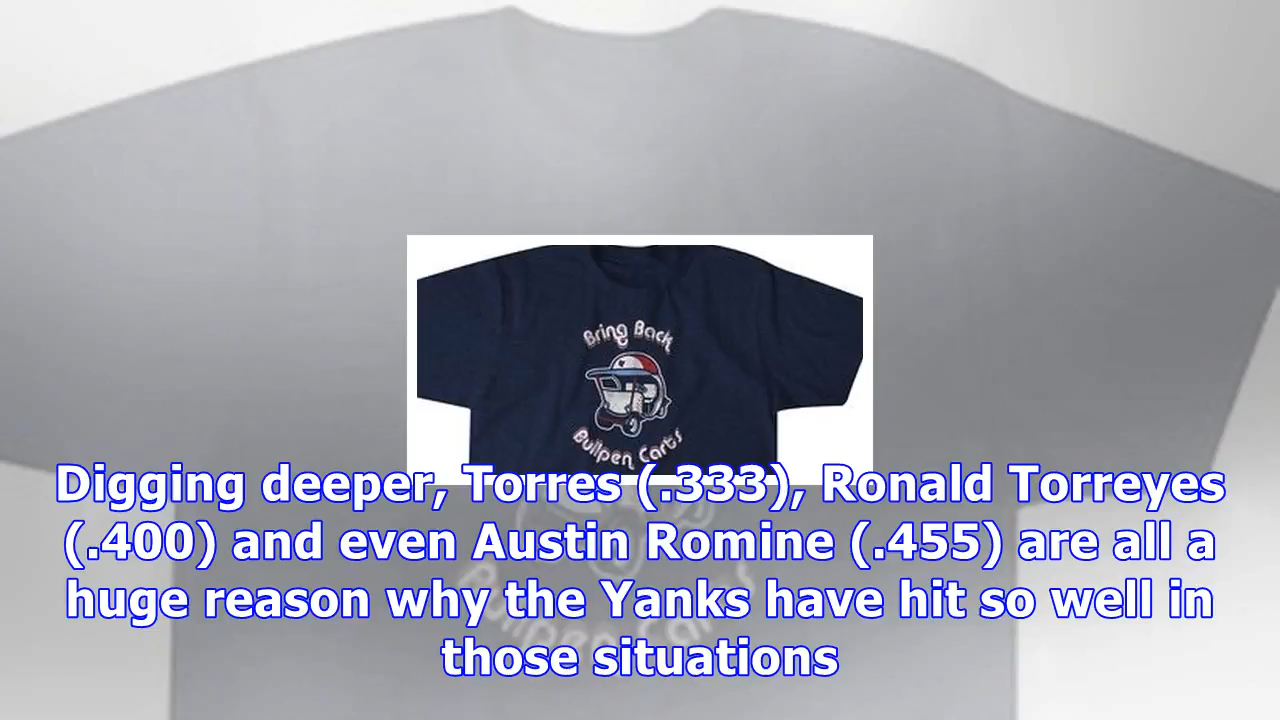 Bring Back
Bullpen Carts
Digging deeper, Torres (.333), Ronald Torreyes
(.400) and even Austin Romine (.455) are all a
huge reason why the Yanks have hit so well in
those situations